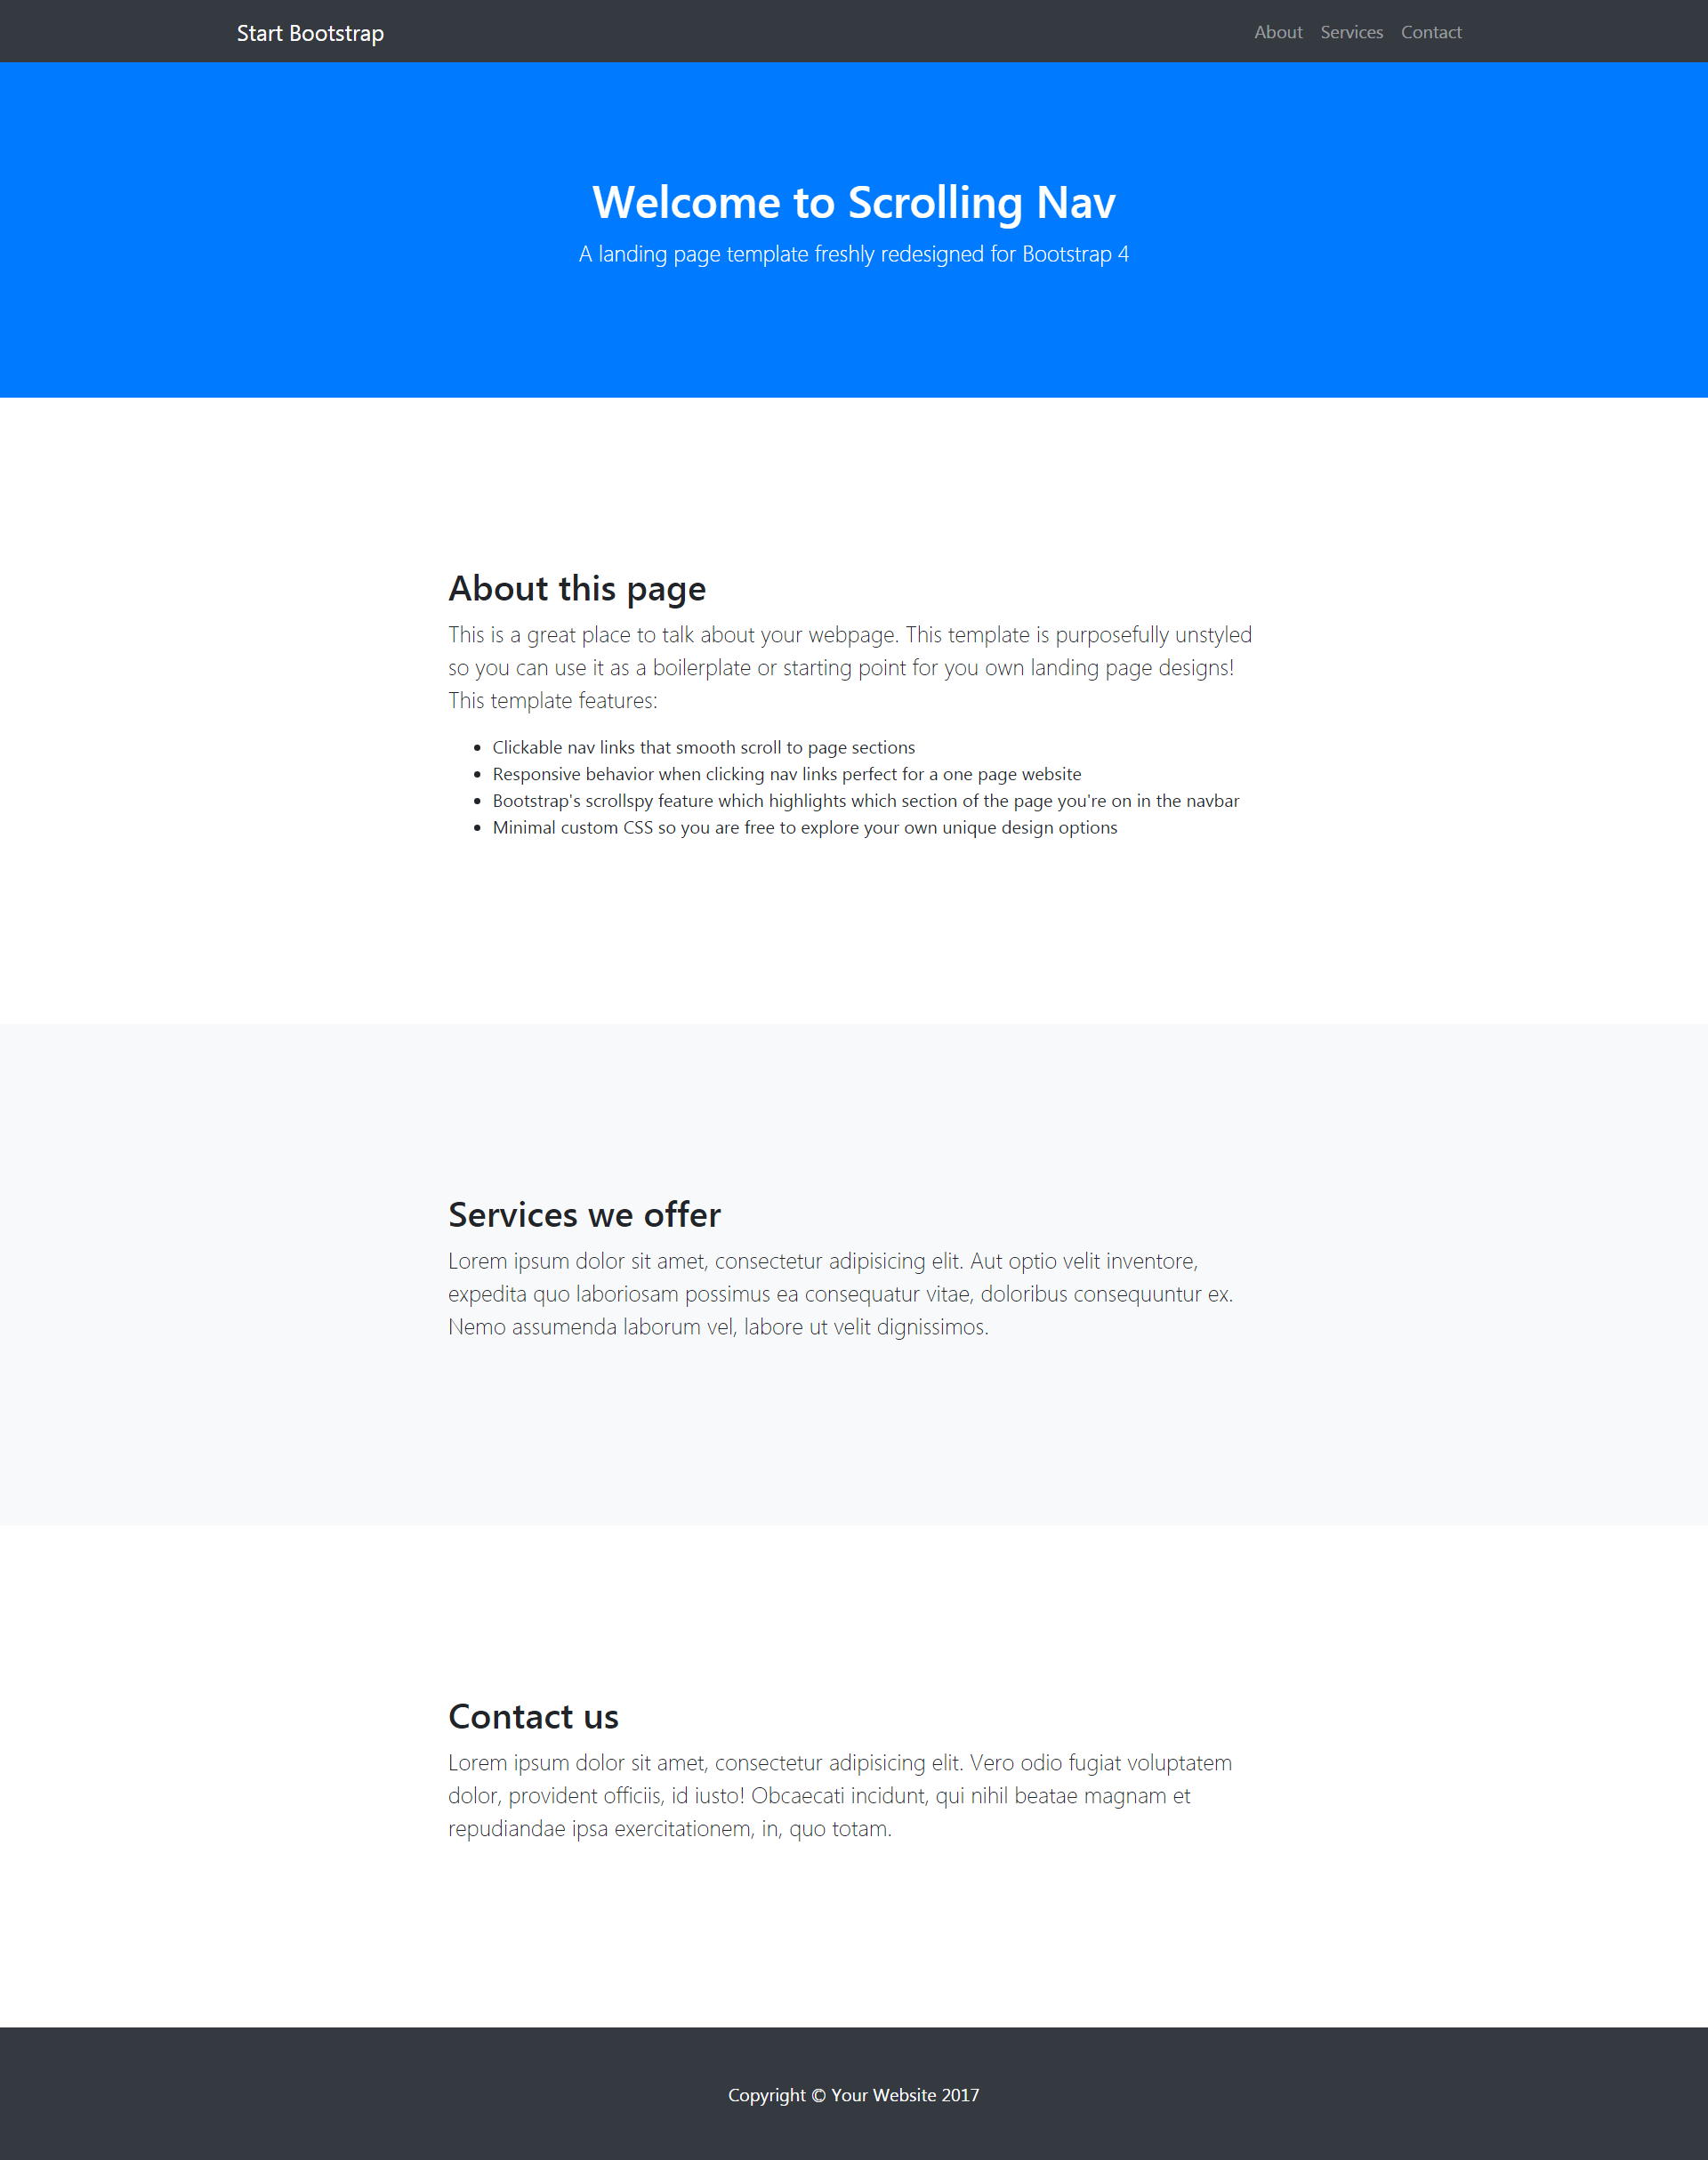 Start Bootstrap
About Services Contact
Welcome to Scrolling Nav
A landing page template freshly redesigned for Bootstrap 4
About this page
This is a great place to talk about your webpage. This template is purposefully unstyled
so you can use it as a boilerplate or starting point for you own landing page designs!
This template features:
• Clickable nav links that smooth scroll to page sections
• Responsive behavior when clicking nav links perfect for a one page website
• Bootstrap's scrollspy feature which highlights which section of the page you're on in the navbar
• Minimal custom CSS so you are free to explore your own unique design options
Services we offer
Lorem ipsum dolor sit amet, consectetur adipisicing elit. Aut optio velit inventore,
expedita quo laboriosam possimus ea consequatur vitae, doloribus consequuntur ex.
Nemo assumenda laborum vel, labore ut velit dignissimos.
Contact us
Lorem ipsum dolor sit amet, consectetur adipisicing elit. Vero odio fugiat voluptatem
dolor, provident officiis, id iusto! Obcaecati incidunt, qui nihil beatae magnam et
repudiandae ipsa exercitationem, in, quo totam.
Copyright © Your Website 2017